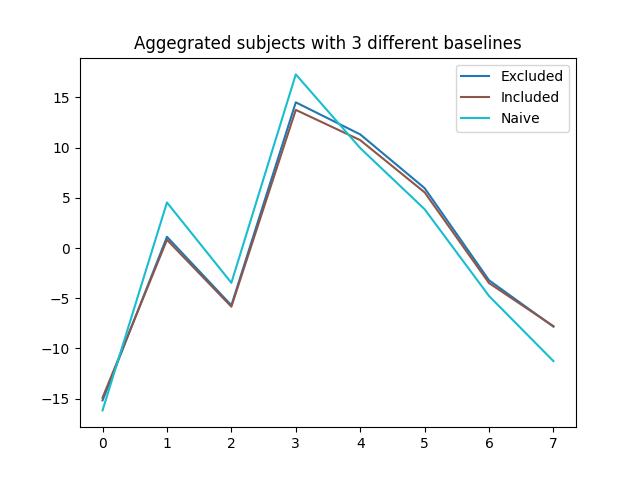 Aggegrated subjects with 3 different baselines
Excluded
Included
Naive
15
10
5
0
−5
−10
−15
0 1 2 3 4 5 6 7